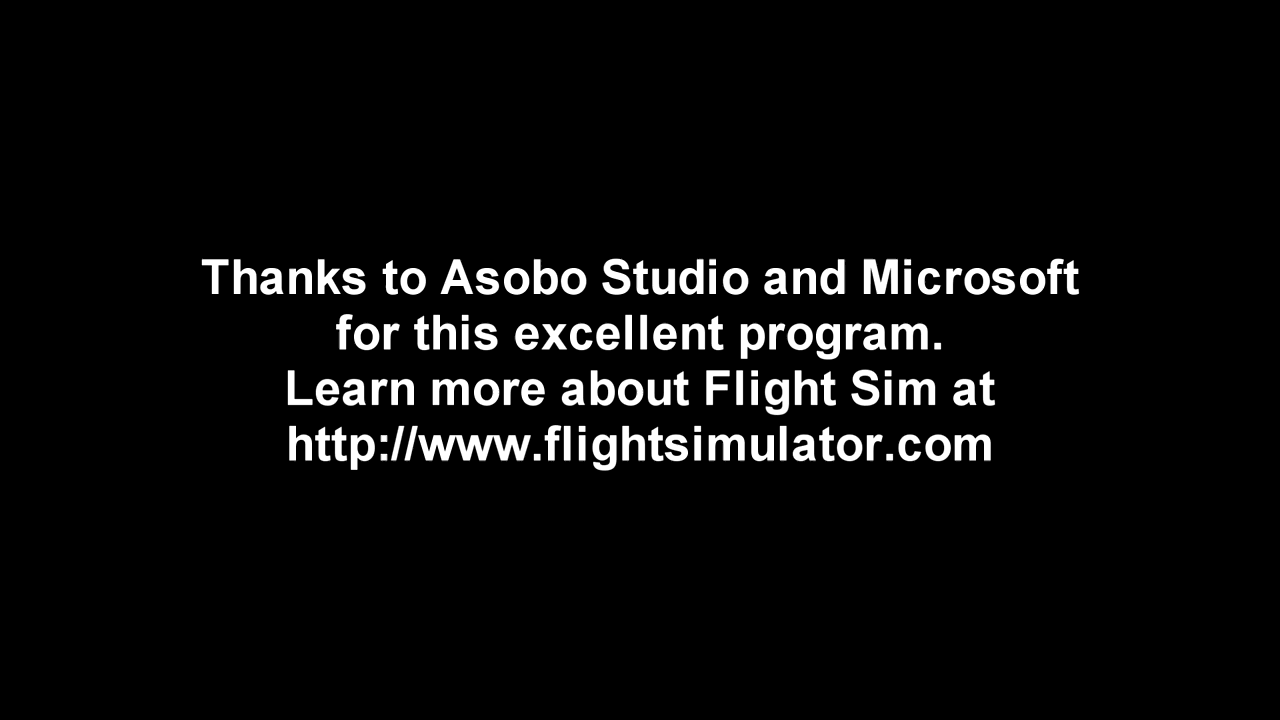 Thanks to Asobo Studio and Microsoft
for this excellent program.
Learn more about Flight Sim at
http://www.flightsimulator.com